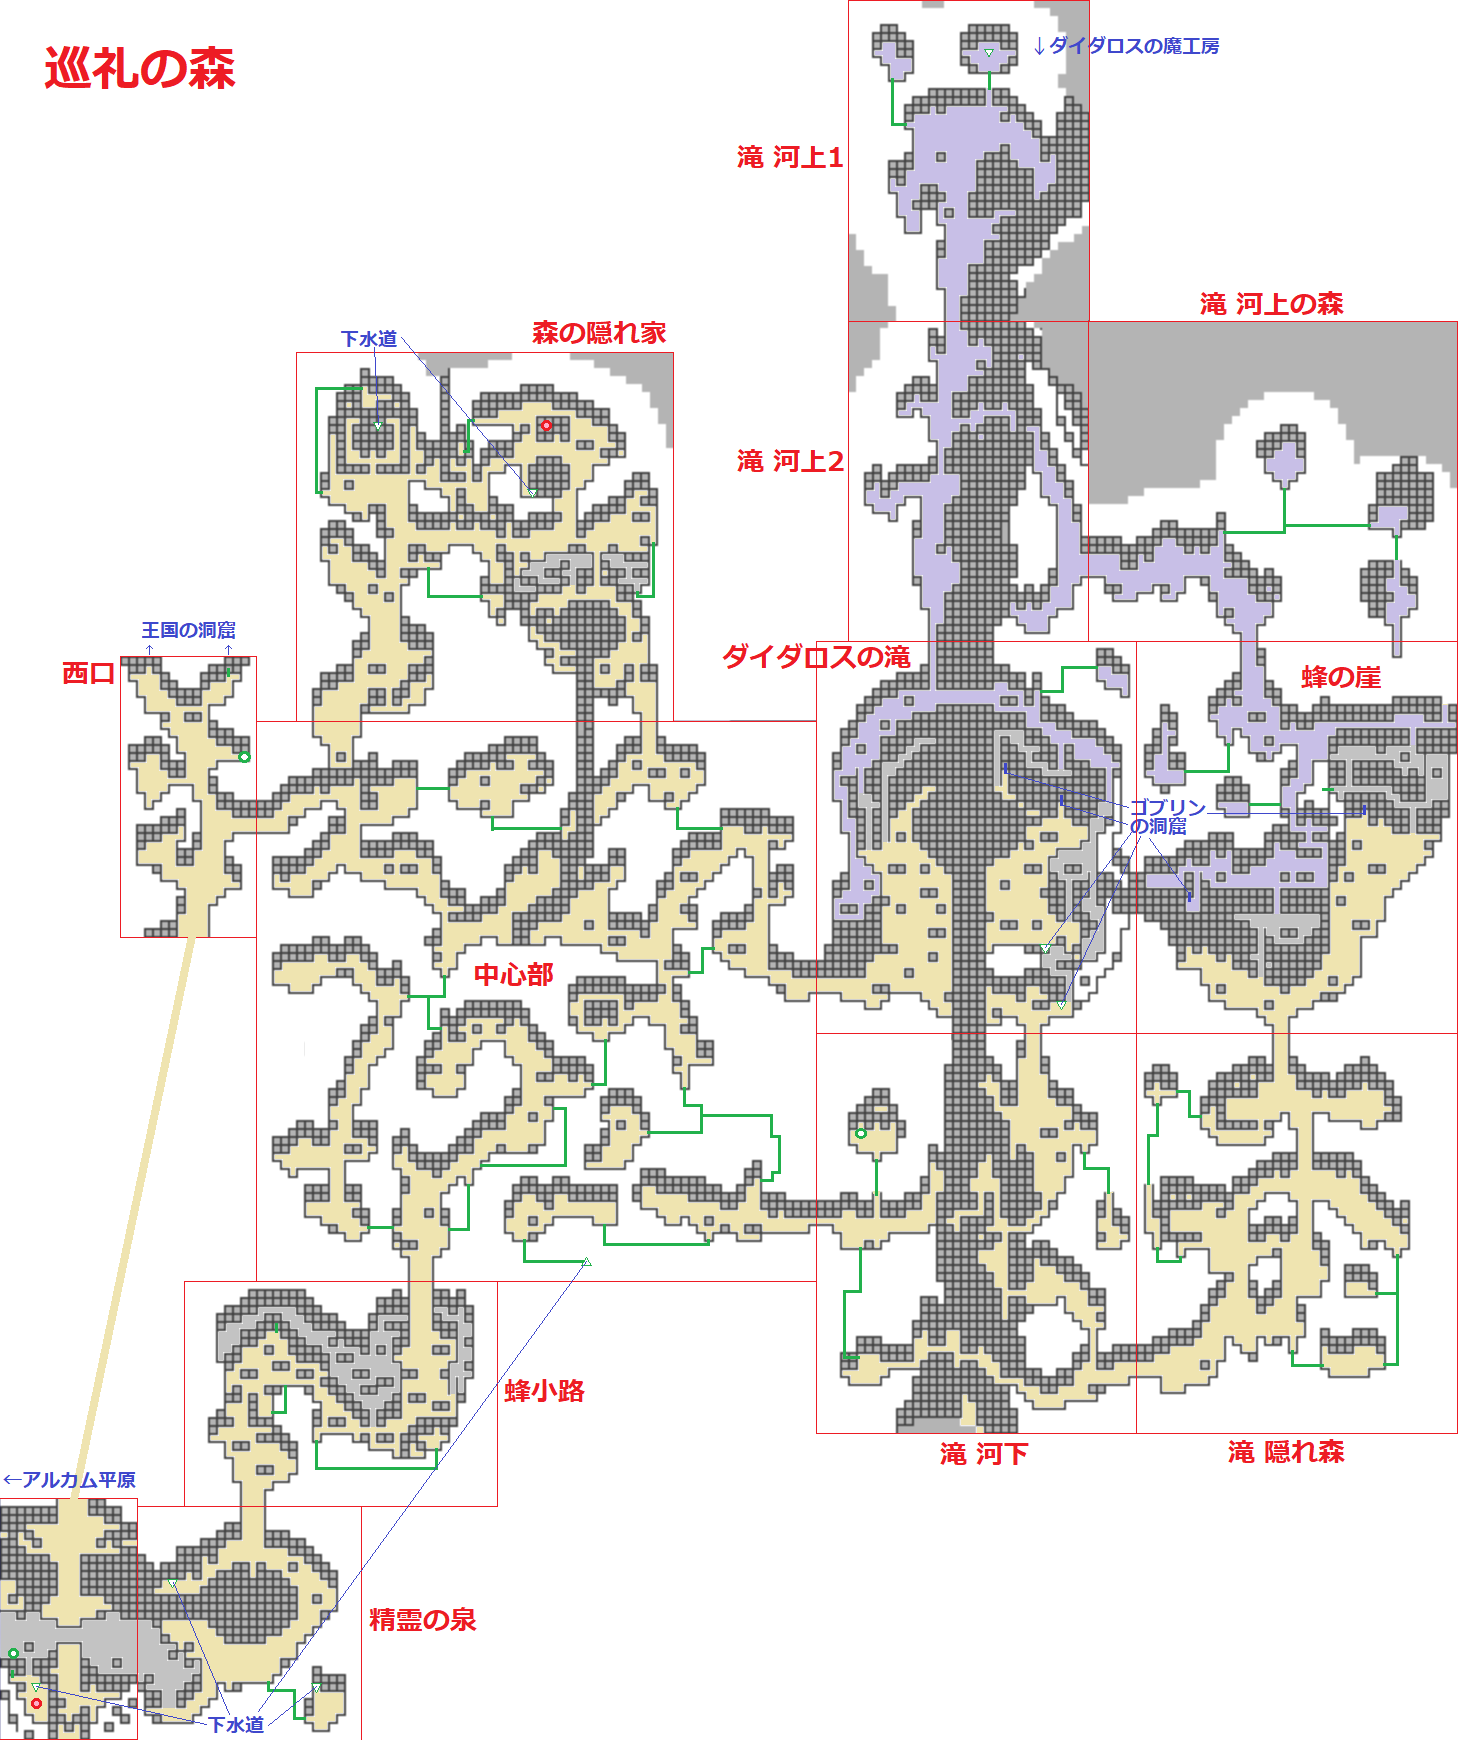 巡礼の森
↓ダイダロスの魔工房
滝 河上1
滝 河上の森
下水道
森の隠れ家
滝 河上2
王国の洞窟
西口
ダイダロスの滝
蜂の崖
ゴブリン
の洞窟
中心部
蜂小路
滝 河下
滝 隠れ森
←アルカム平原
精霊の泉
下水道